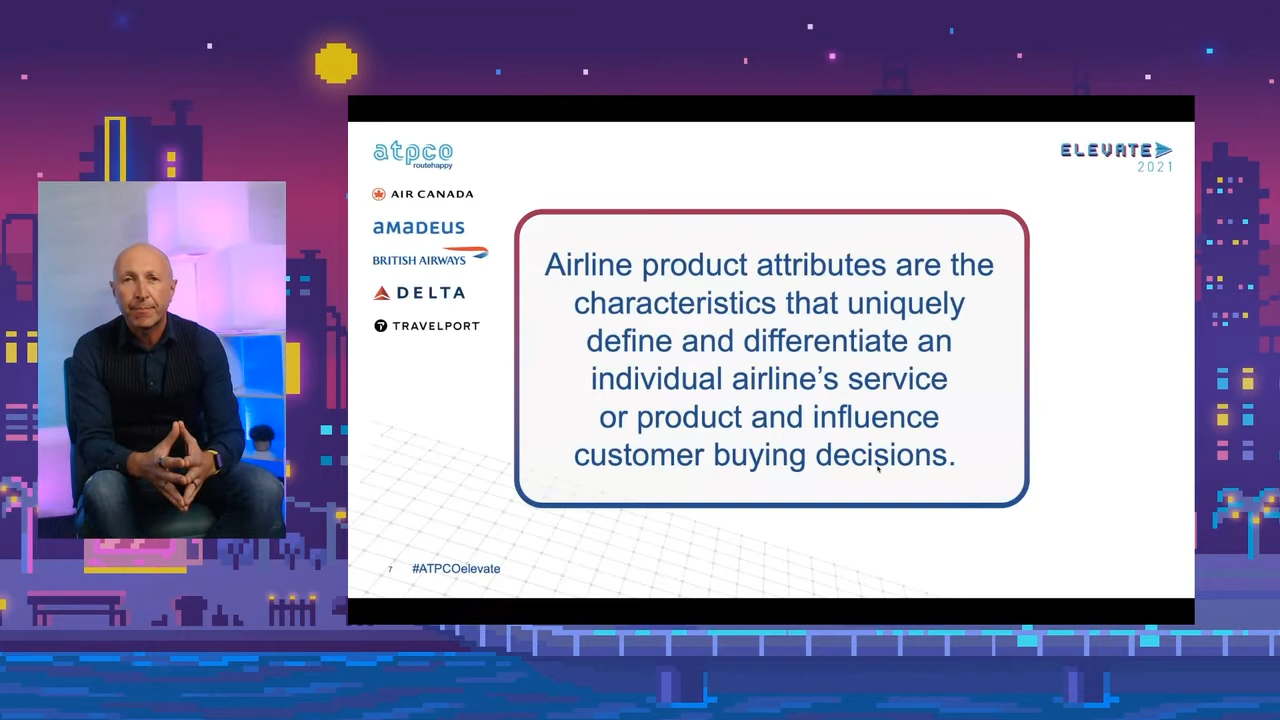 atpco
routehappy
ELEVATE
2021
AIR CANADA
amadeus
BRITISH AIRWAYS
DELTA
TRAVELPORT
Airline product attributes are the
characteristics that uniquely
define and differentiate an
individual airline’s service
or product and influence
customer buying decisions.
7
#ATPCOelevate